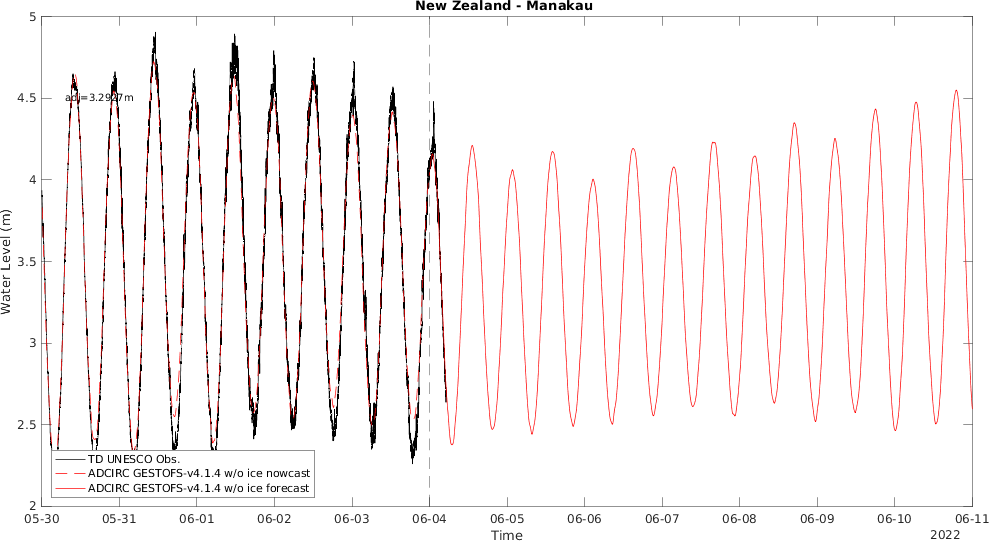 New Zealand - Manakau
Water Level (m)
5
4.5
4
3.5
3
2.5
2
adj=3.2927m
TD UNESCO Obs.
ADCIRC GESTOFS-v4.1.4 w/o ice nowcast
ADCIRC GESTOFS-v4.1.4 w/o ice forecast
05-30 05-31 06-01 06-02 06-03 06-04 06-05 06-06 06-07 06-08 06-09 06-10 06-11
Time
2022